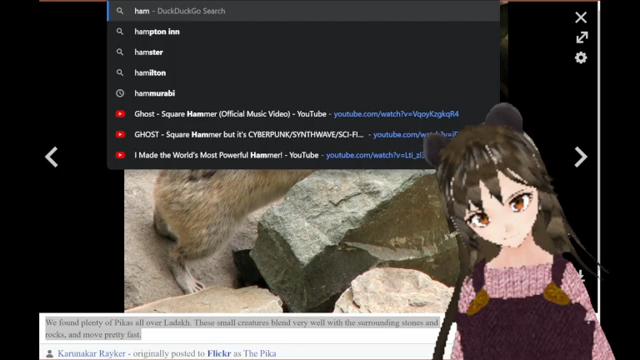 ham - DuckDuckGo Search
hampton inn
hamster
hamilton
hammurabi
Ghost - Square Hammer (Official Music Video) - YouTube - youtube.com/watch?v=VqoyKzgkqR4
GHOST - Square Hammer but it's CYBERPUNK/SYNTHWAVE/SCI-FI... - youtube.com/watch?v=
I Made the World's Most Powerful Hammer! - YouTube - youtube.com/watch?v=Lti_
We found plenty of Pikas all over Ladakh. These small creatures blend very well with the surrounding stones and
rocks, and move pretty fast.
Karunakar Rayker - originally posted to Flickr as The Pika